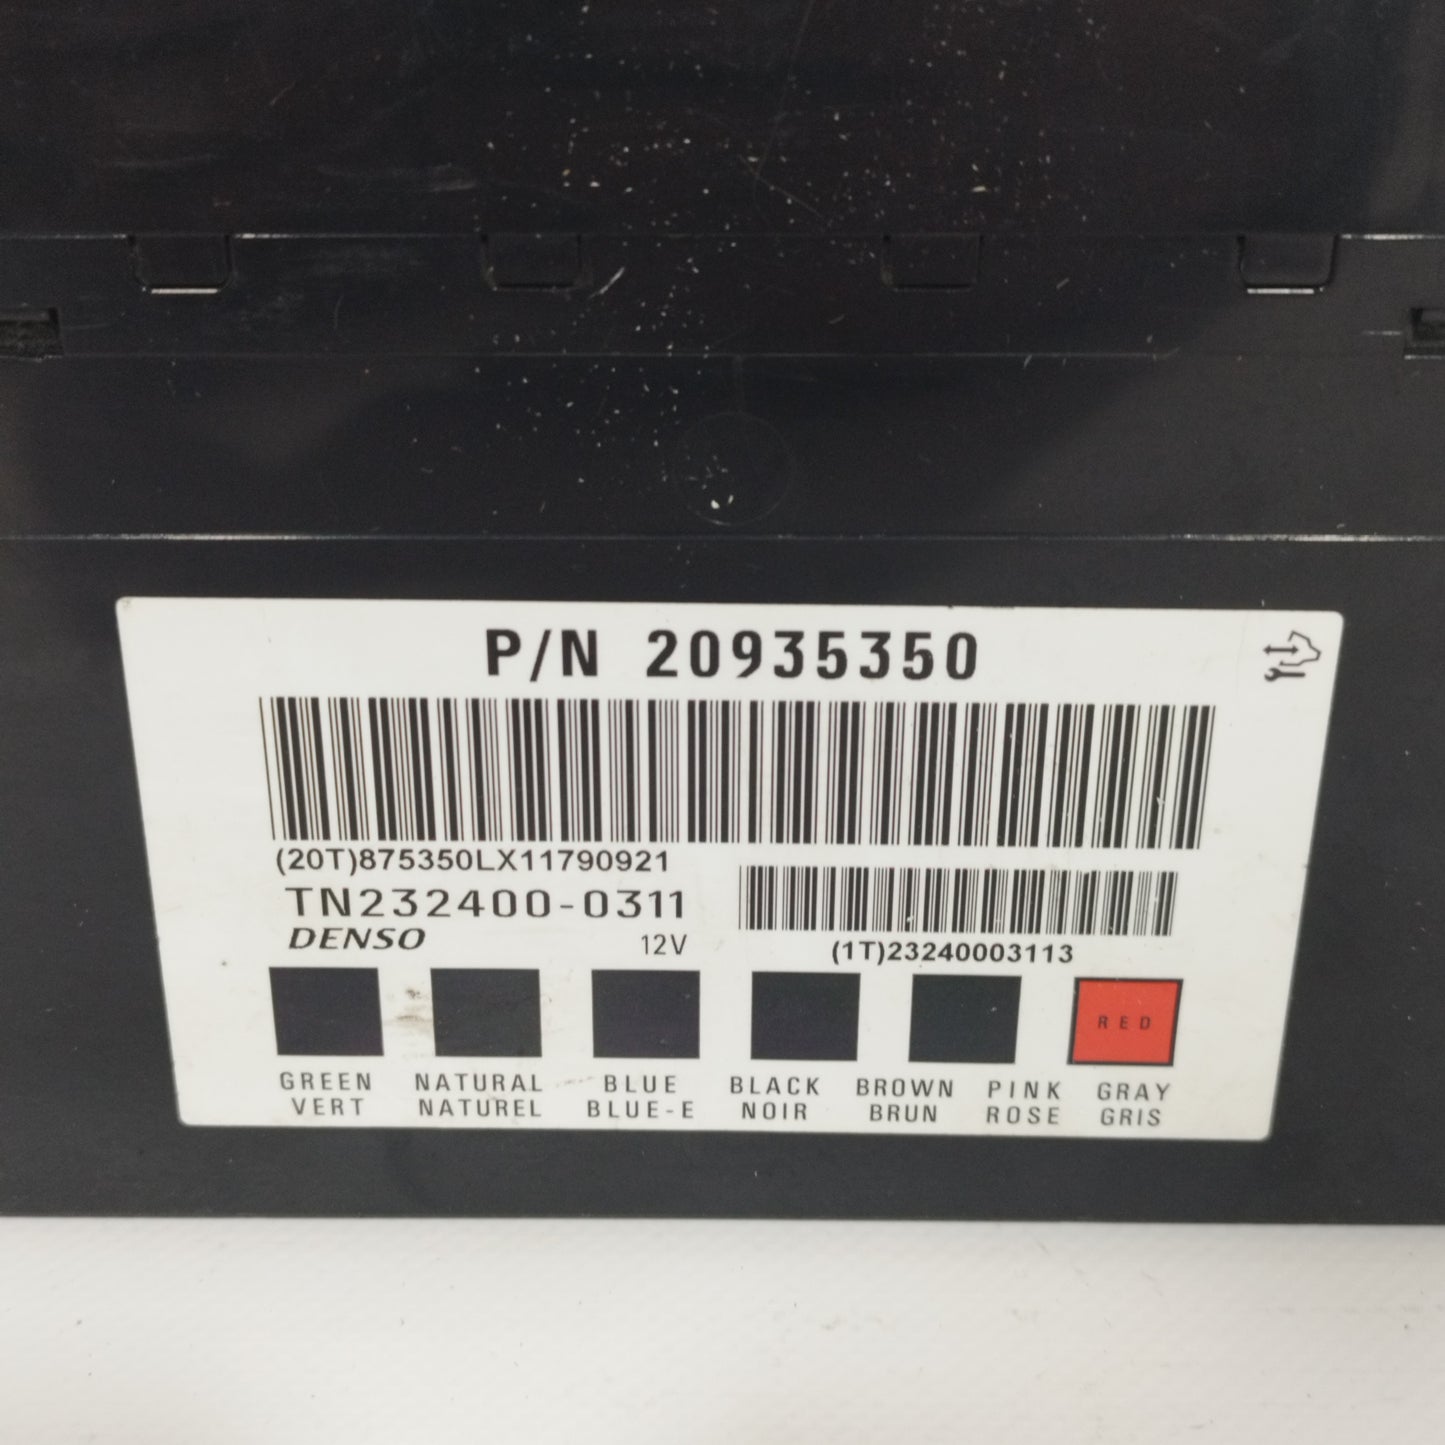 P/N 20935350
(20T)875350LX11790921
TN232400-0311
DENSO 12V
(1T)23240003113
RED
GREEN NATURAL BLUE BLACK BROWN PINK GRAY
VERT NATUREL BLUE-E NOIR BRUN ROSE GRIS